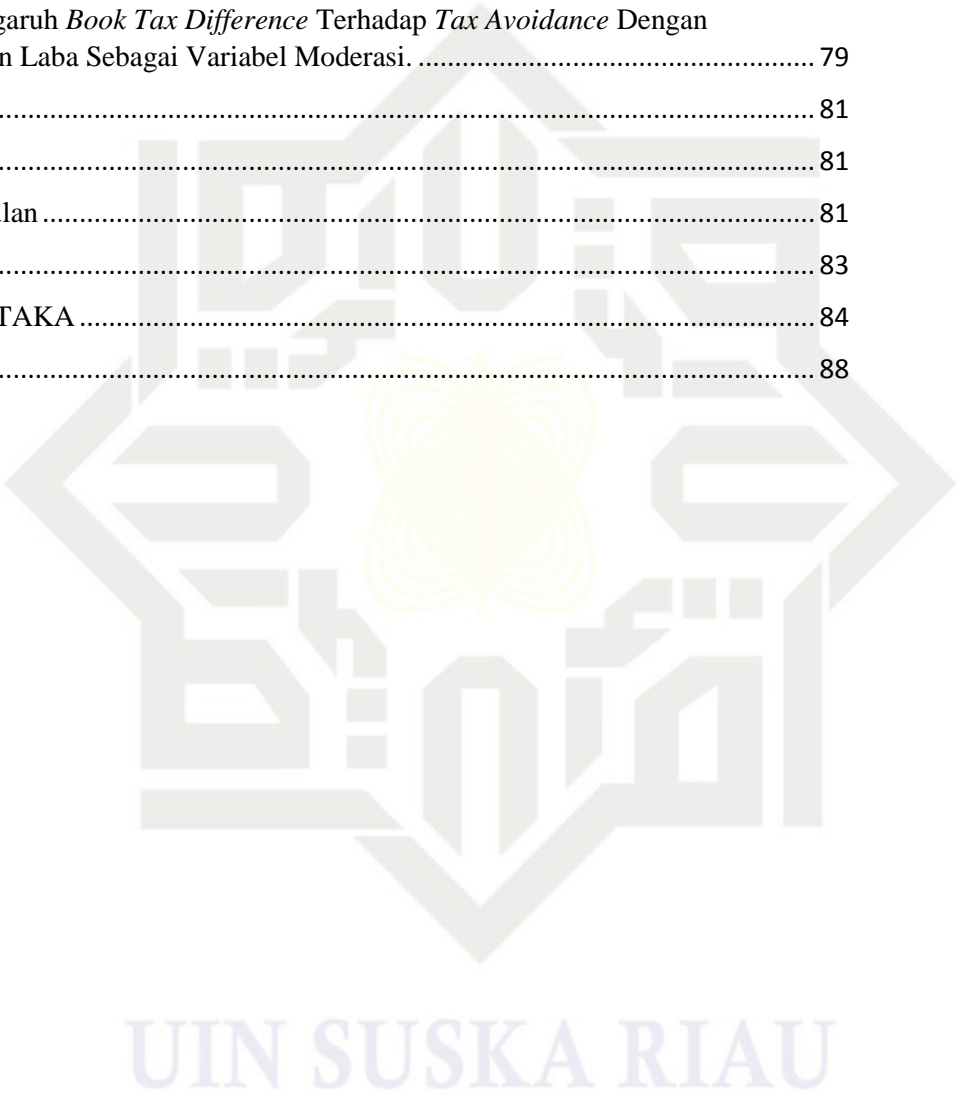 garuh Book Tax Difference Terhadap Tax Avoidance Dengan
n Laba Sebagai Variabel Moderasi. ........................................................ 79
........................................................ 81
........................................................ 81
ulan ........................................................ 81
........................................................ 83
TAKA ........................................................ 84
........................................................ 88
UIN SUSKA RIAU